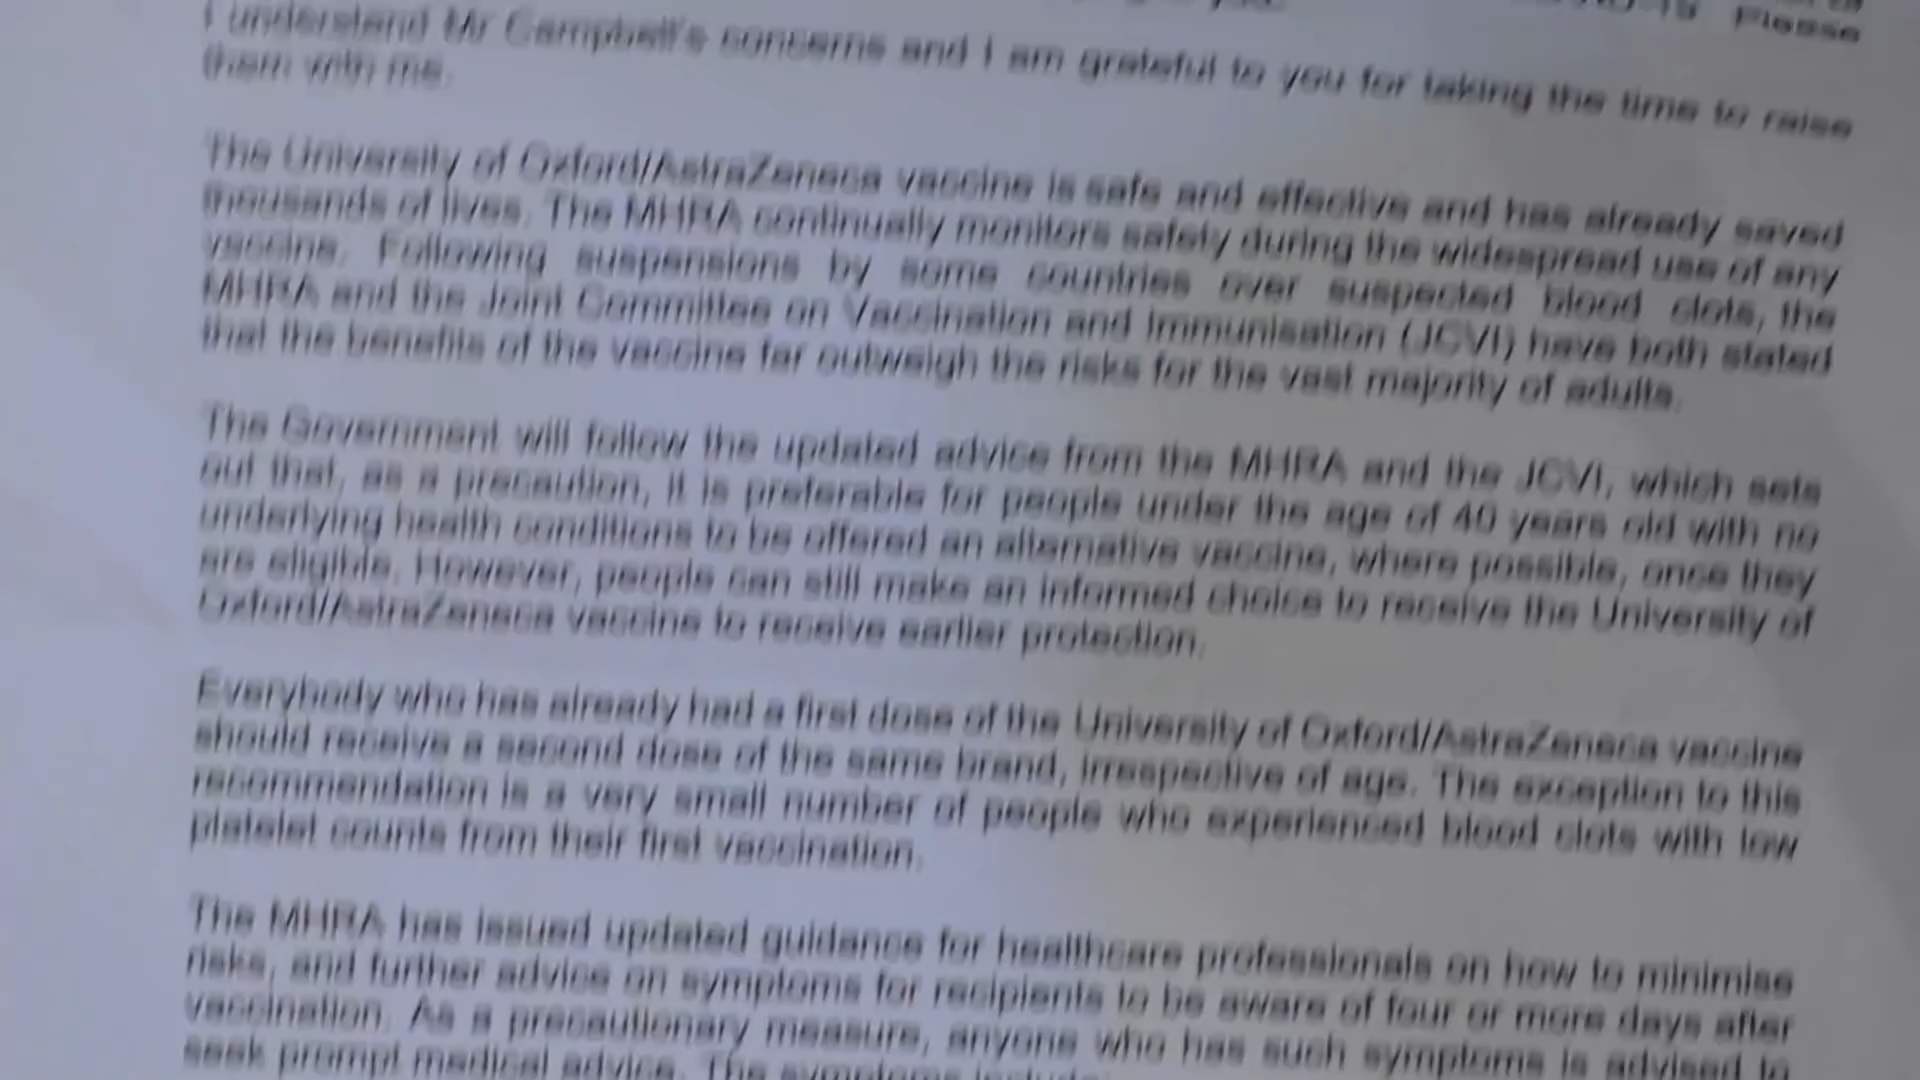 Please
I understand Mr Campbell's concerns and I am grateful to you for taking the time to raise
them with me.
The University of Oxford/AstraZeneca vaccine is safe and effective and has already saved
thousands of lives. The MHRA continually monitors safety during the widespread use of any
vaccine. Following suspensions by some countries over suspected blood clots, the
MHRA and the Joint Committee on Vaccination and Immunisation (JCVI) have both stated
that the benefits of the vaccine far outweigh the risks for the vast majority of adults.
The Government will follow the updated advice from the MHRA and the JCVI, which sets
out that, as a precaution, it is preferable for people under the age of 40 years old with no
underlying health conditions to be offered an alternative vaccine, where possible, once they
are eligible. However, people can still make an informed choice to receive the University of
Oxford/AstraZeneca vaccine to receive earlier protection.
Everybody who has already had a first dose of the University of Oxford/AstraZeneca vaccine
should receive a second dose of the same brand, irrespective of age. The exception to this
recommendation is a very small number of people who experienced blood clots with low
platelet counts from their first vaccination.
The MHRA has issued updated guidance for healthcare professionals on how to minimise
risks, and further advice on symptoms for recipients to be aware of four or more days after
vaccination. As a precautionary measure, anyone who has such symptoms is advised to
seek prompt medical advice. The symptoms include: